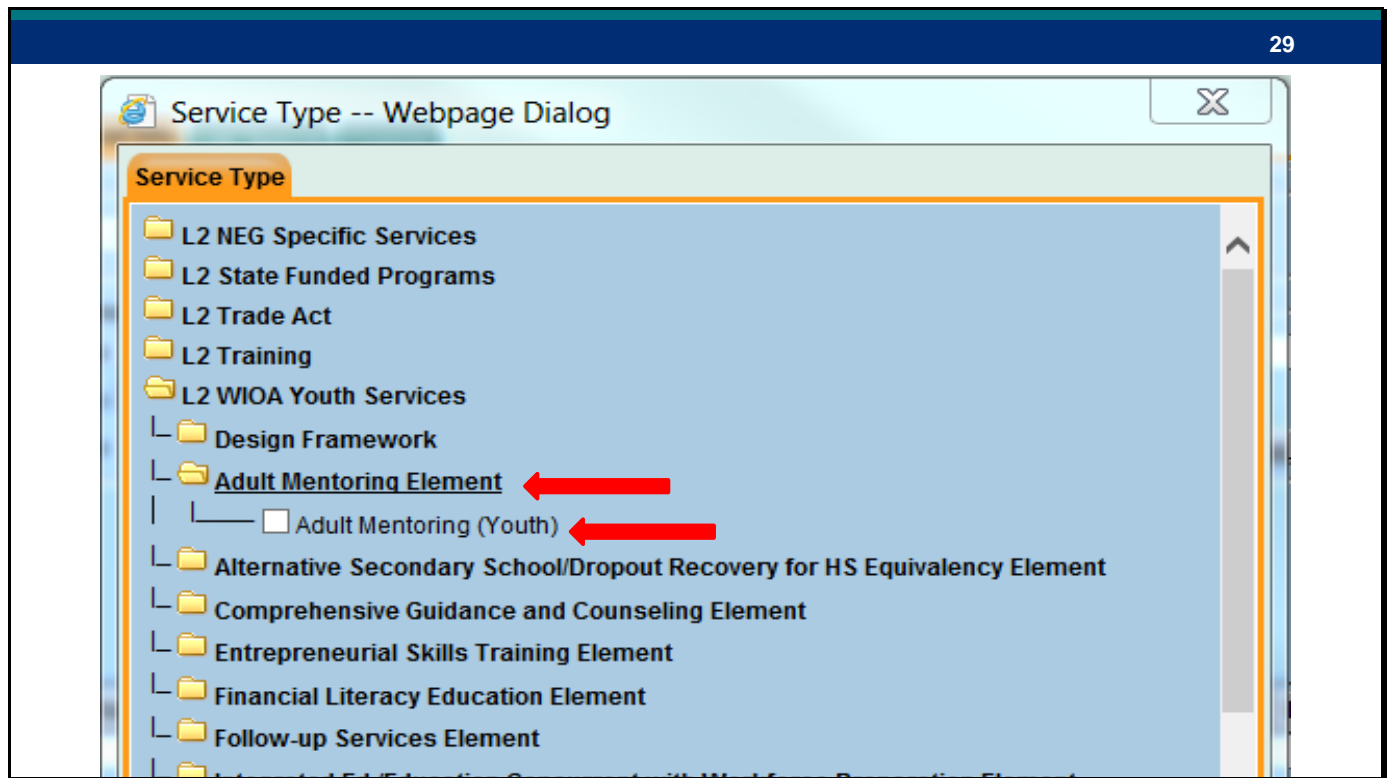 29
Service Type -- Webpage Dialog
Service Type
L2 NEG Specific Services
L2 State Funded Programs
L2 Trade Act
L2 Training
L2 WIOA Youth Services
Design Framework
Adult Mentoring Element
Adult Mentoring (Youth)
Alternative Secondary School/Dropout Recovery for HS Equivalency Element
Comprehensive Guidance and Counseling Element
Entrepreneurial Skills Training Element
Financial Literacy Education Element
Follow-up Services Element